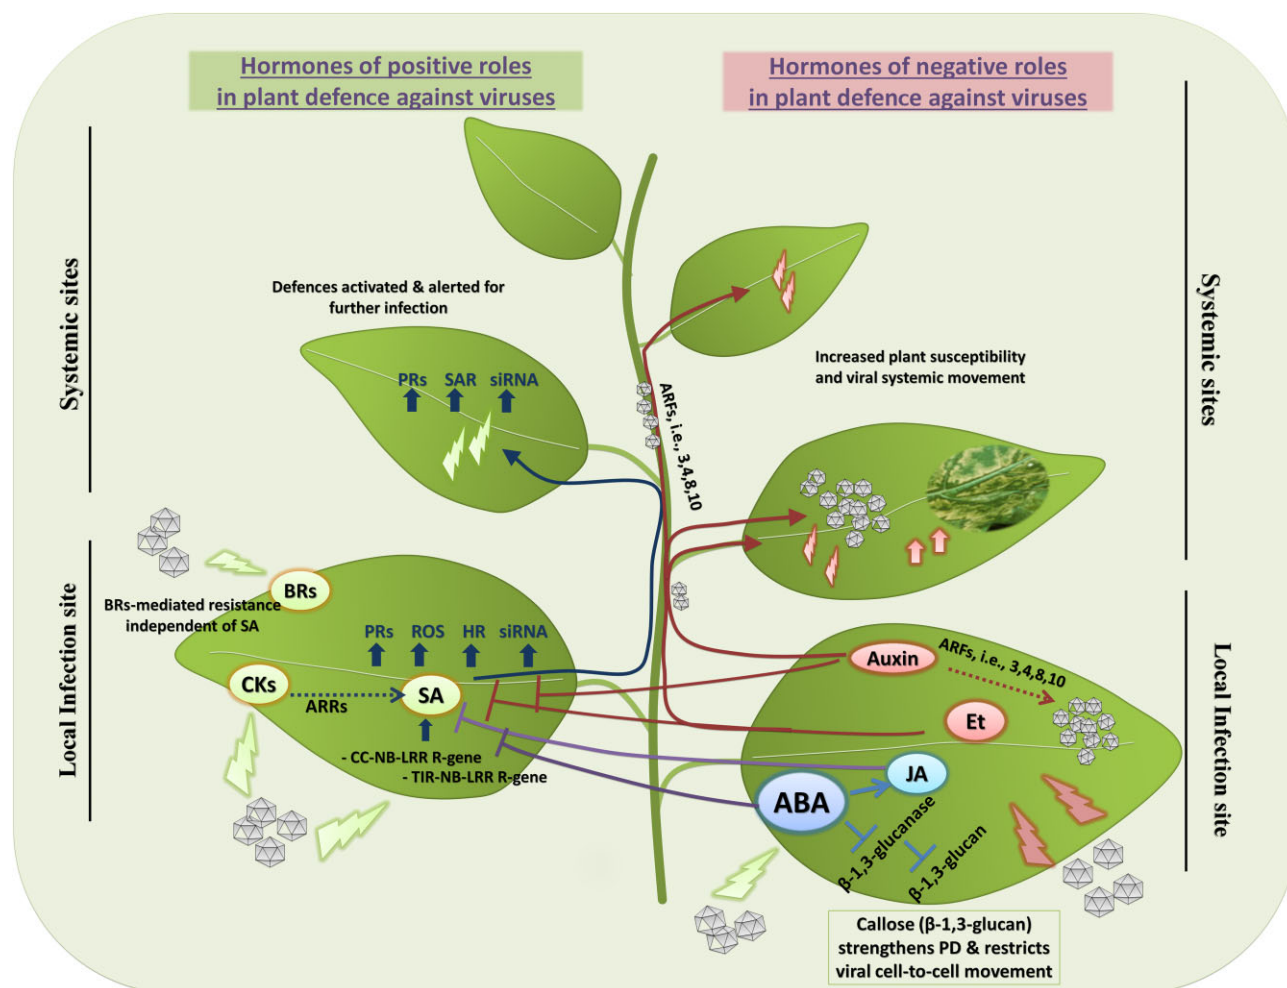 Hormones of positive roles
in plant defence against viruses
Hormones of negative roles
in plant defence against viruses
Systemic sites
Systemic sites
Defences activated & alerted for
further infection
PRs SAR siRNA
ARFs, i.e., 3,4,8,10
Increased plant susceptibility
and viral systemic movement
Local Infection site
Local Infection site
BRs
BRs-mediated resistance
independent of SA
PRs ROS HR siRNA
CKs
ARRs
SA
- CC-NB-LRR R-gene
- TIR-NB-LRR R-gene
Auxin
ARFs, i.e., 3,4,8,10
Et
JA
ABA
β-1,3-glucanase
β-1,3-glucan
Callose (β-1,3-glucan)
strengthens PD & restricts
viral cell-to-cell movement